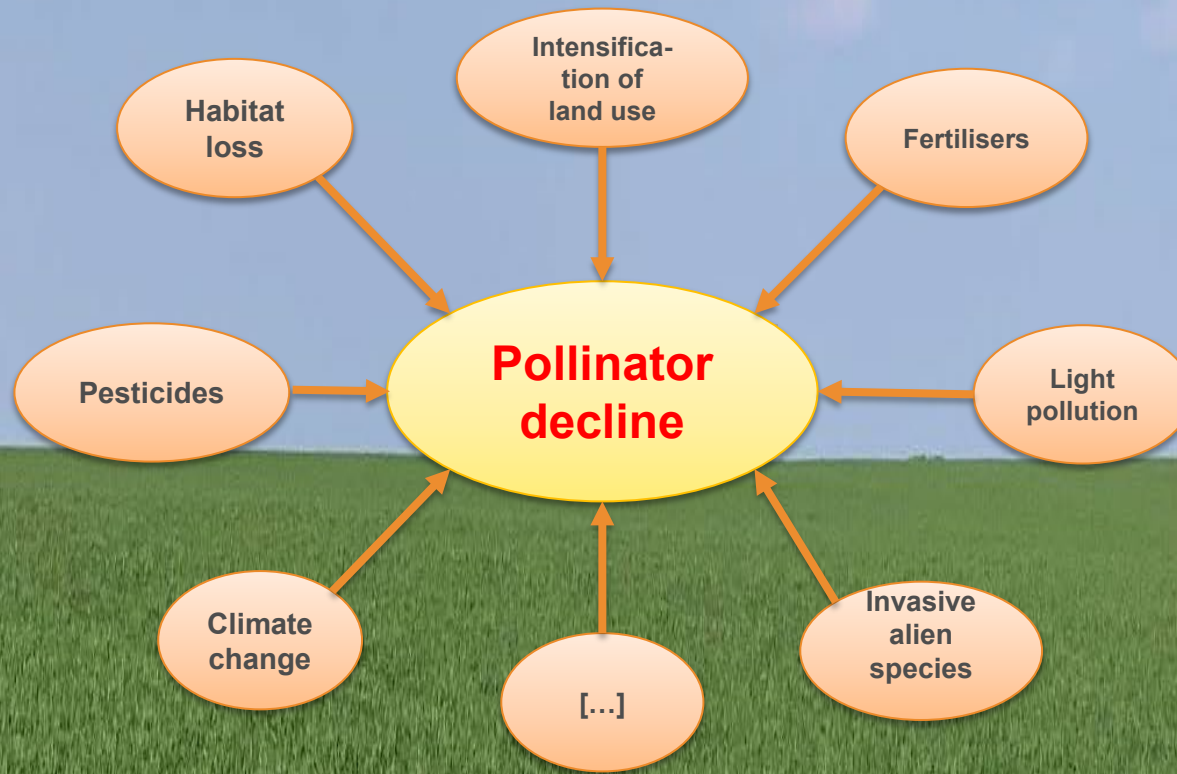 Intensifica-
tion of
land use
Habitat
loss
Fertilisers
Pollinator
decline
Pesticides
Light
pollution
Climate
change
[…]
Invasive
alien
species